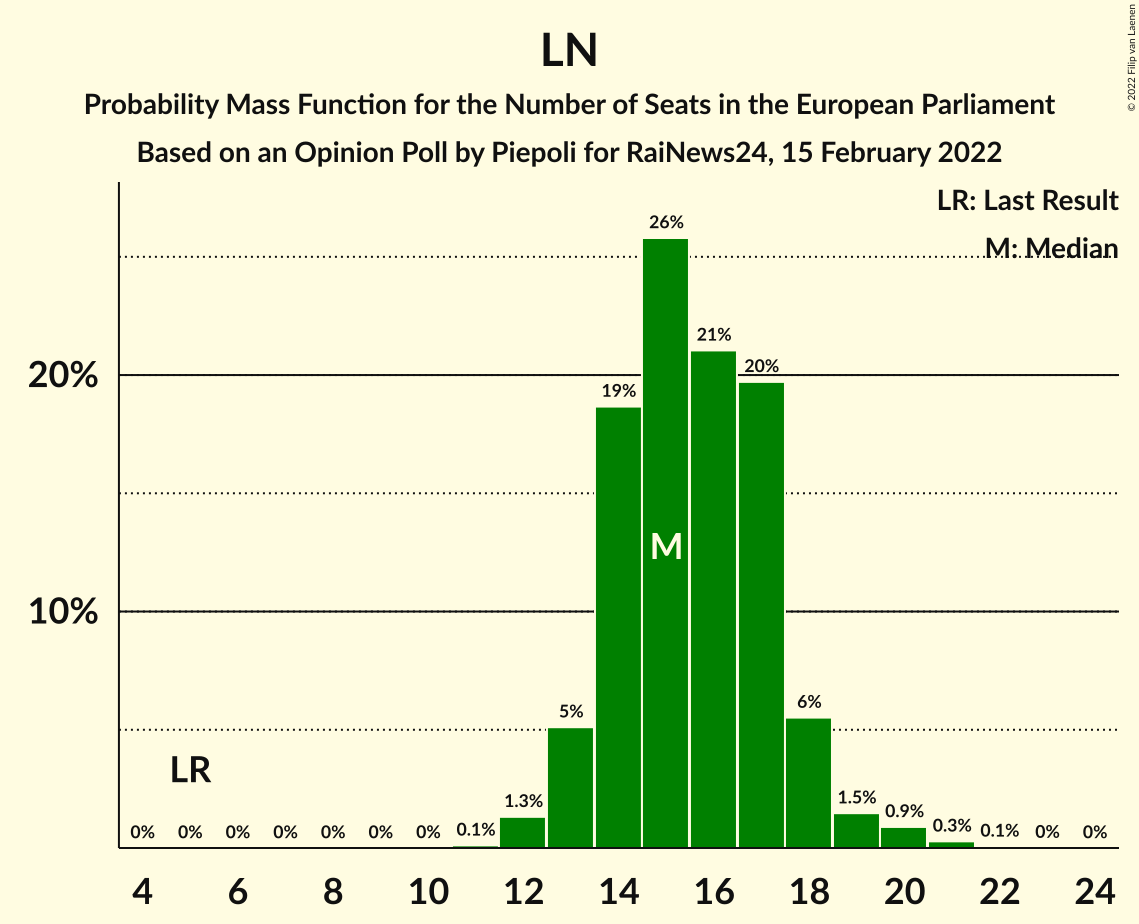 © 2022 Filip van Laenen
LN
Probability Mass Function for the Number of Seats in the European Parliament
Based on an Opinion Poll by Piepoli for RaiNews24, 15 February 2022
LR: Last Result
M: Median
26%
21%
20%
20%
19%
M
10%
6%
5%
LR
1.5%
1.3%
0.9%
0% 0% 0% 0% 0% 0% 0% 0.1% 0.3% 0.1% 0% 0%
4 6 8 10 12 14 16 18 20 22 24